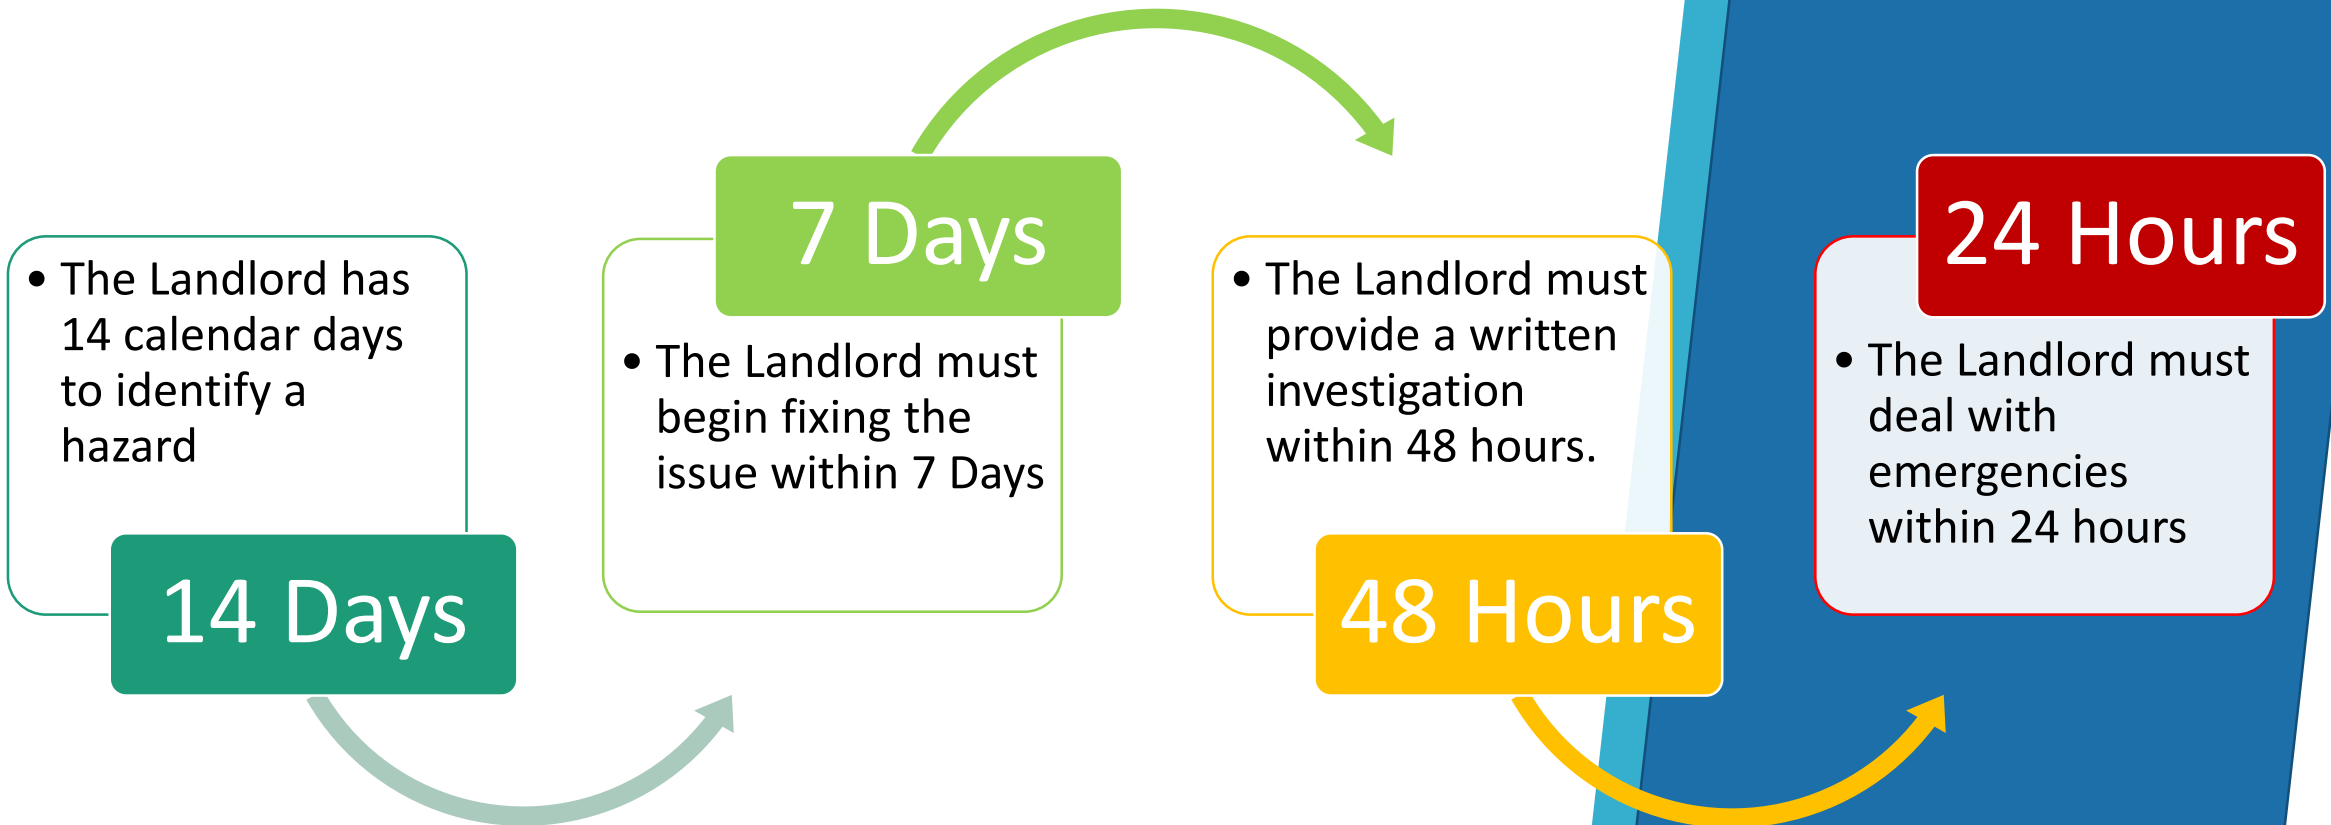 • The Landlord has
14 calendar days
to identify a
hazard
14 Days
7 Days
• The Landlord must
begin fixing the
issue within 7 Days
• The Landlord must
provide a written
investigation
within 48 hours.
48 Hours
24 Hours
• The Landlord must
deal with
emergencies
within 24 hours